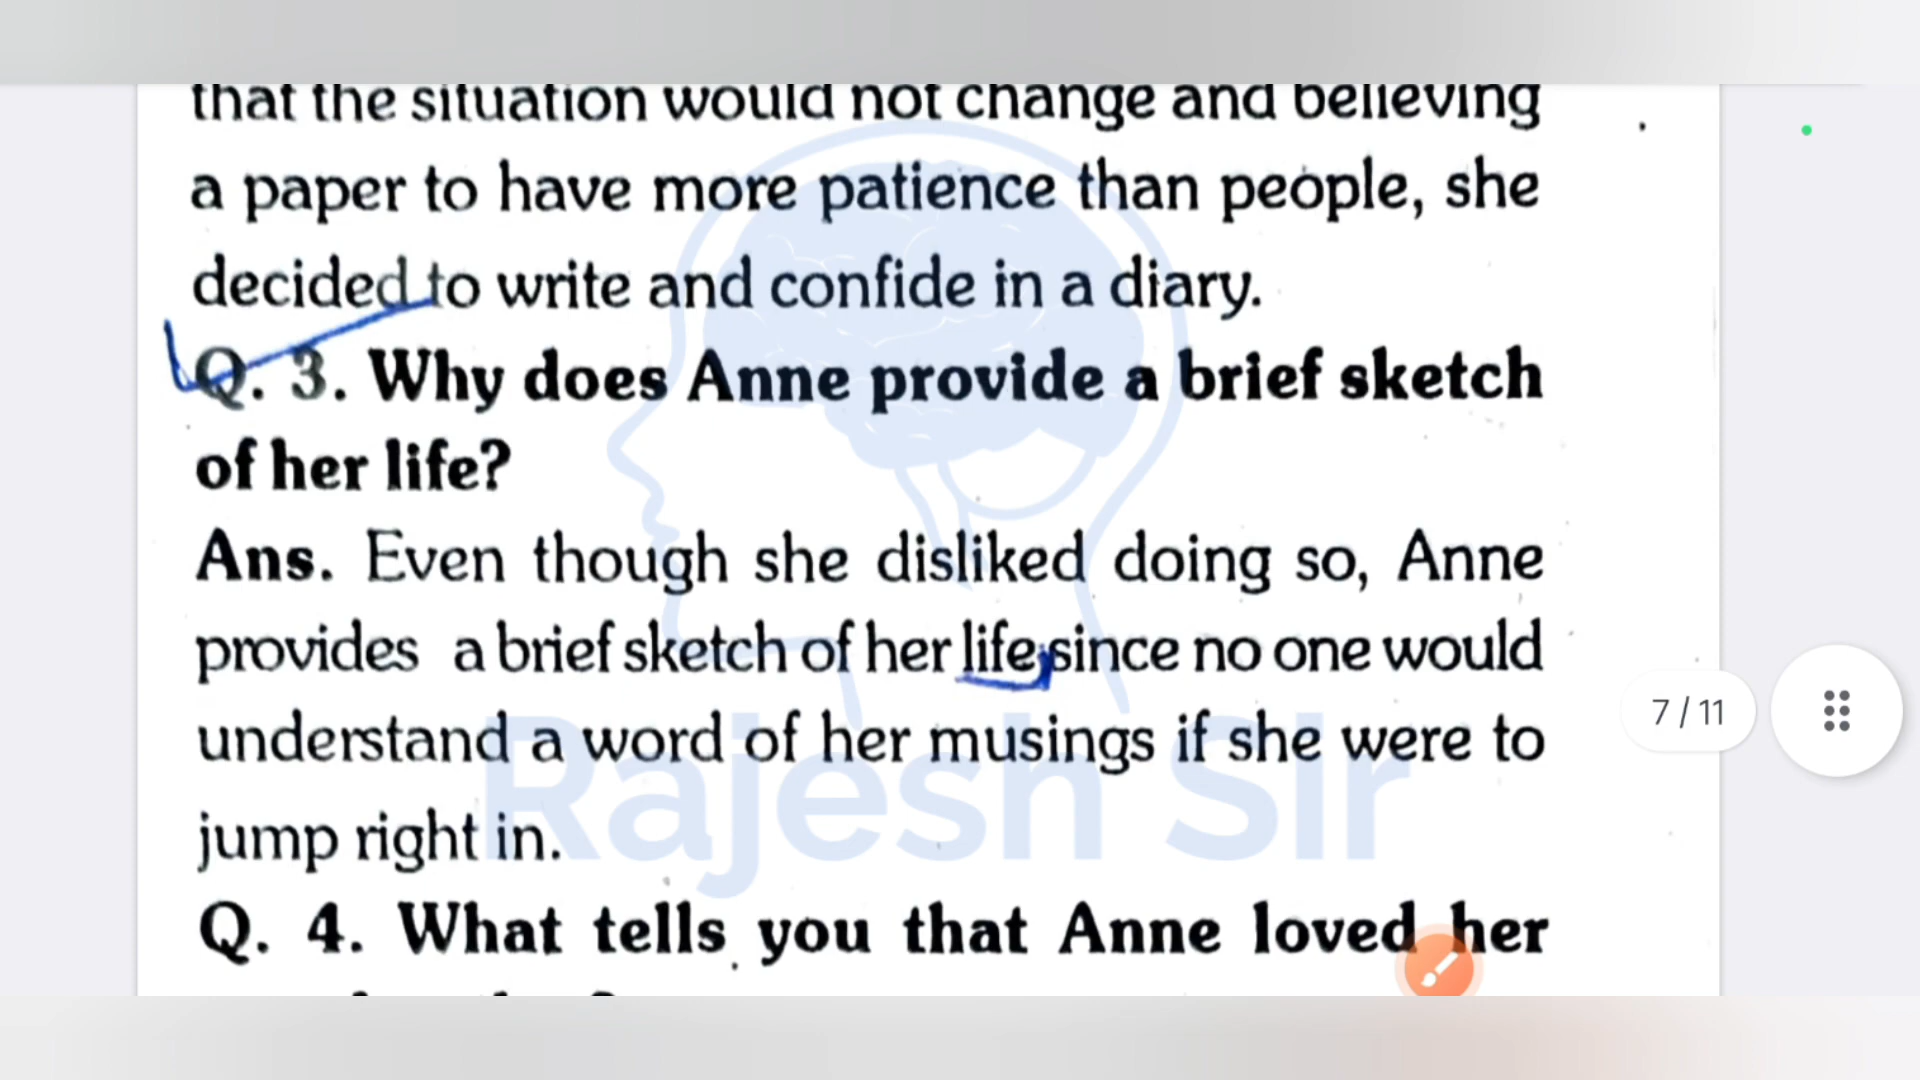 that the situation would not change and believing
a paper to have more patience than people, she
decided to write and confide in a diary.
Q. 3. Why does Anne provide a brief sketch
of her life?
Ans. Even though she disliked doing so, Anne
provides a brief sketch of her life since no one would
understand a word of her musings if she were to
jump right in.
Rajesh Sir
Q. 4. What tells you that Anne loved her
7 / 11